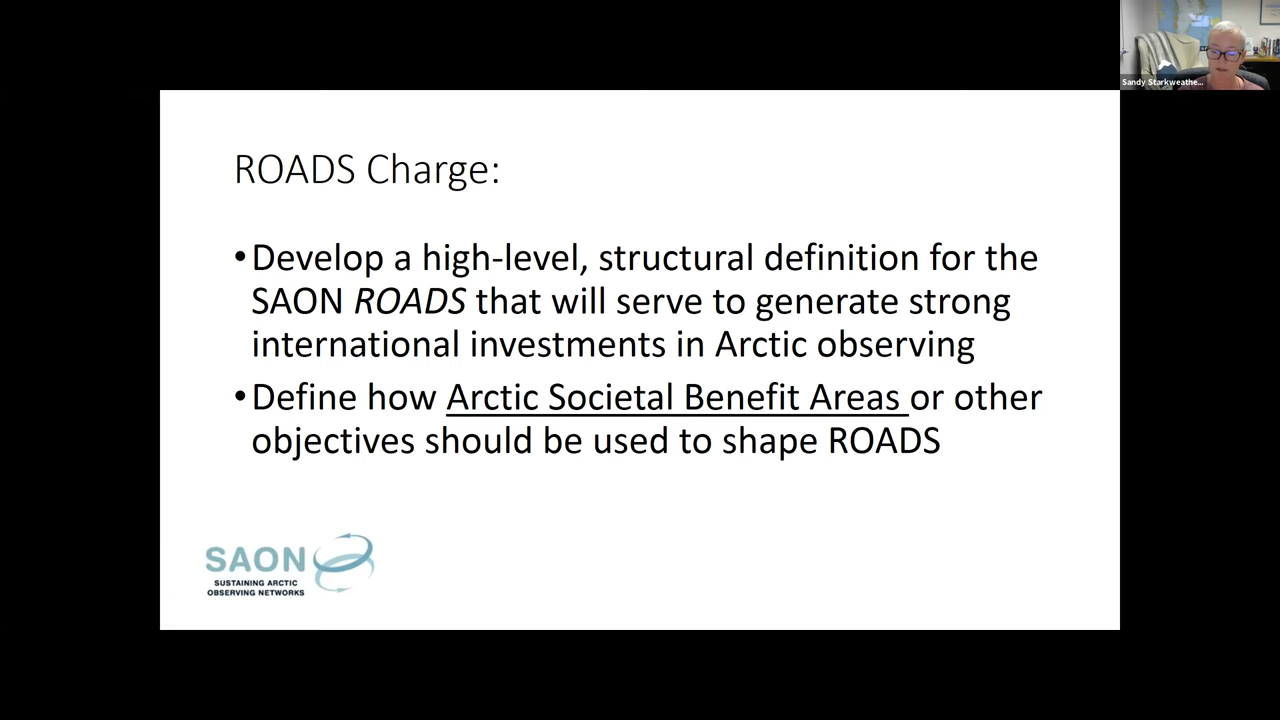 Sandy Starkweathe...
ROADS Charge:
•Develop a high-level, structural definition for the
SAON ROADS that will serve to generate strong
international investments in Arctic observing
•Define how Arctic Societal Benefit Areas or other
objectives should be used to shape ROADS
SAON
SUSTAINING ARCTIC
OBSERVING NETWORKS